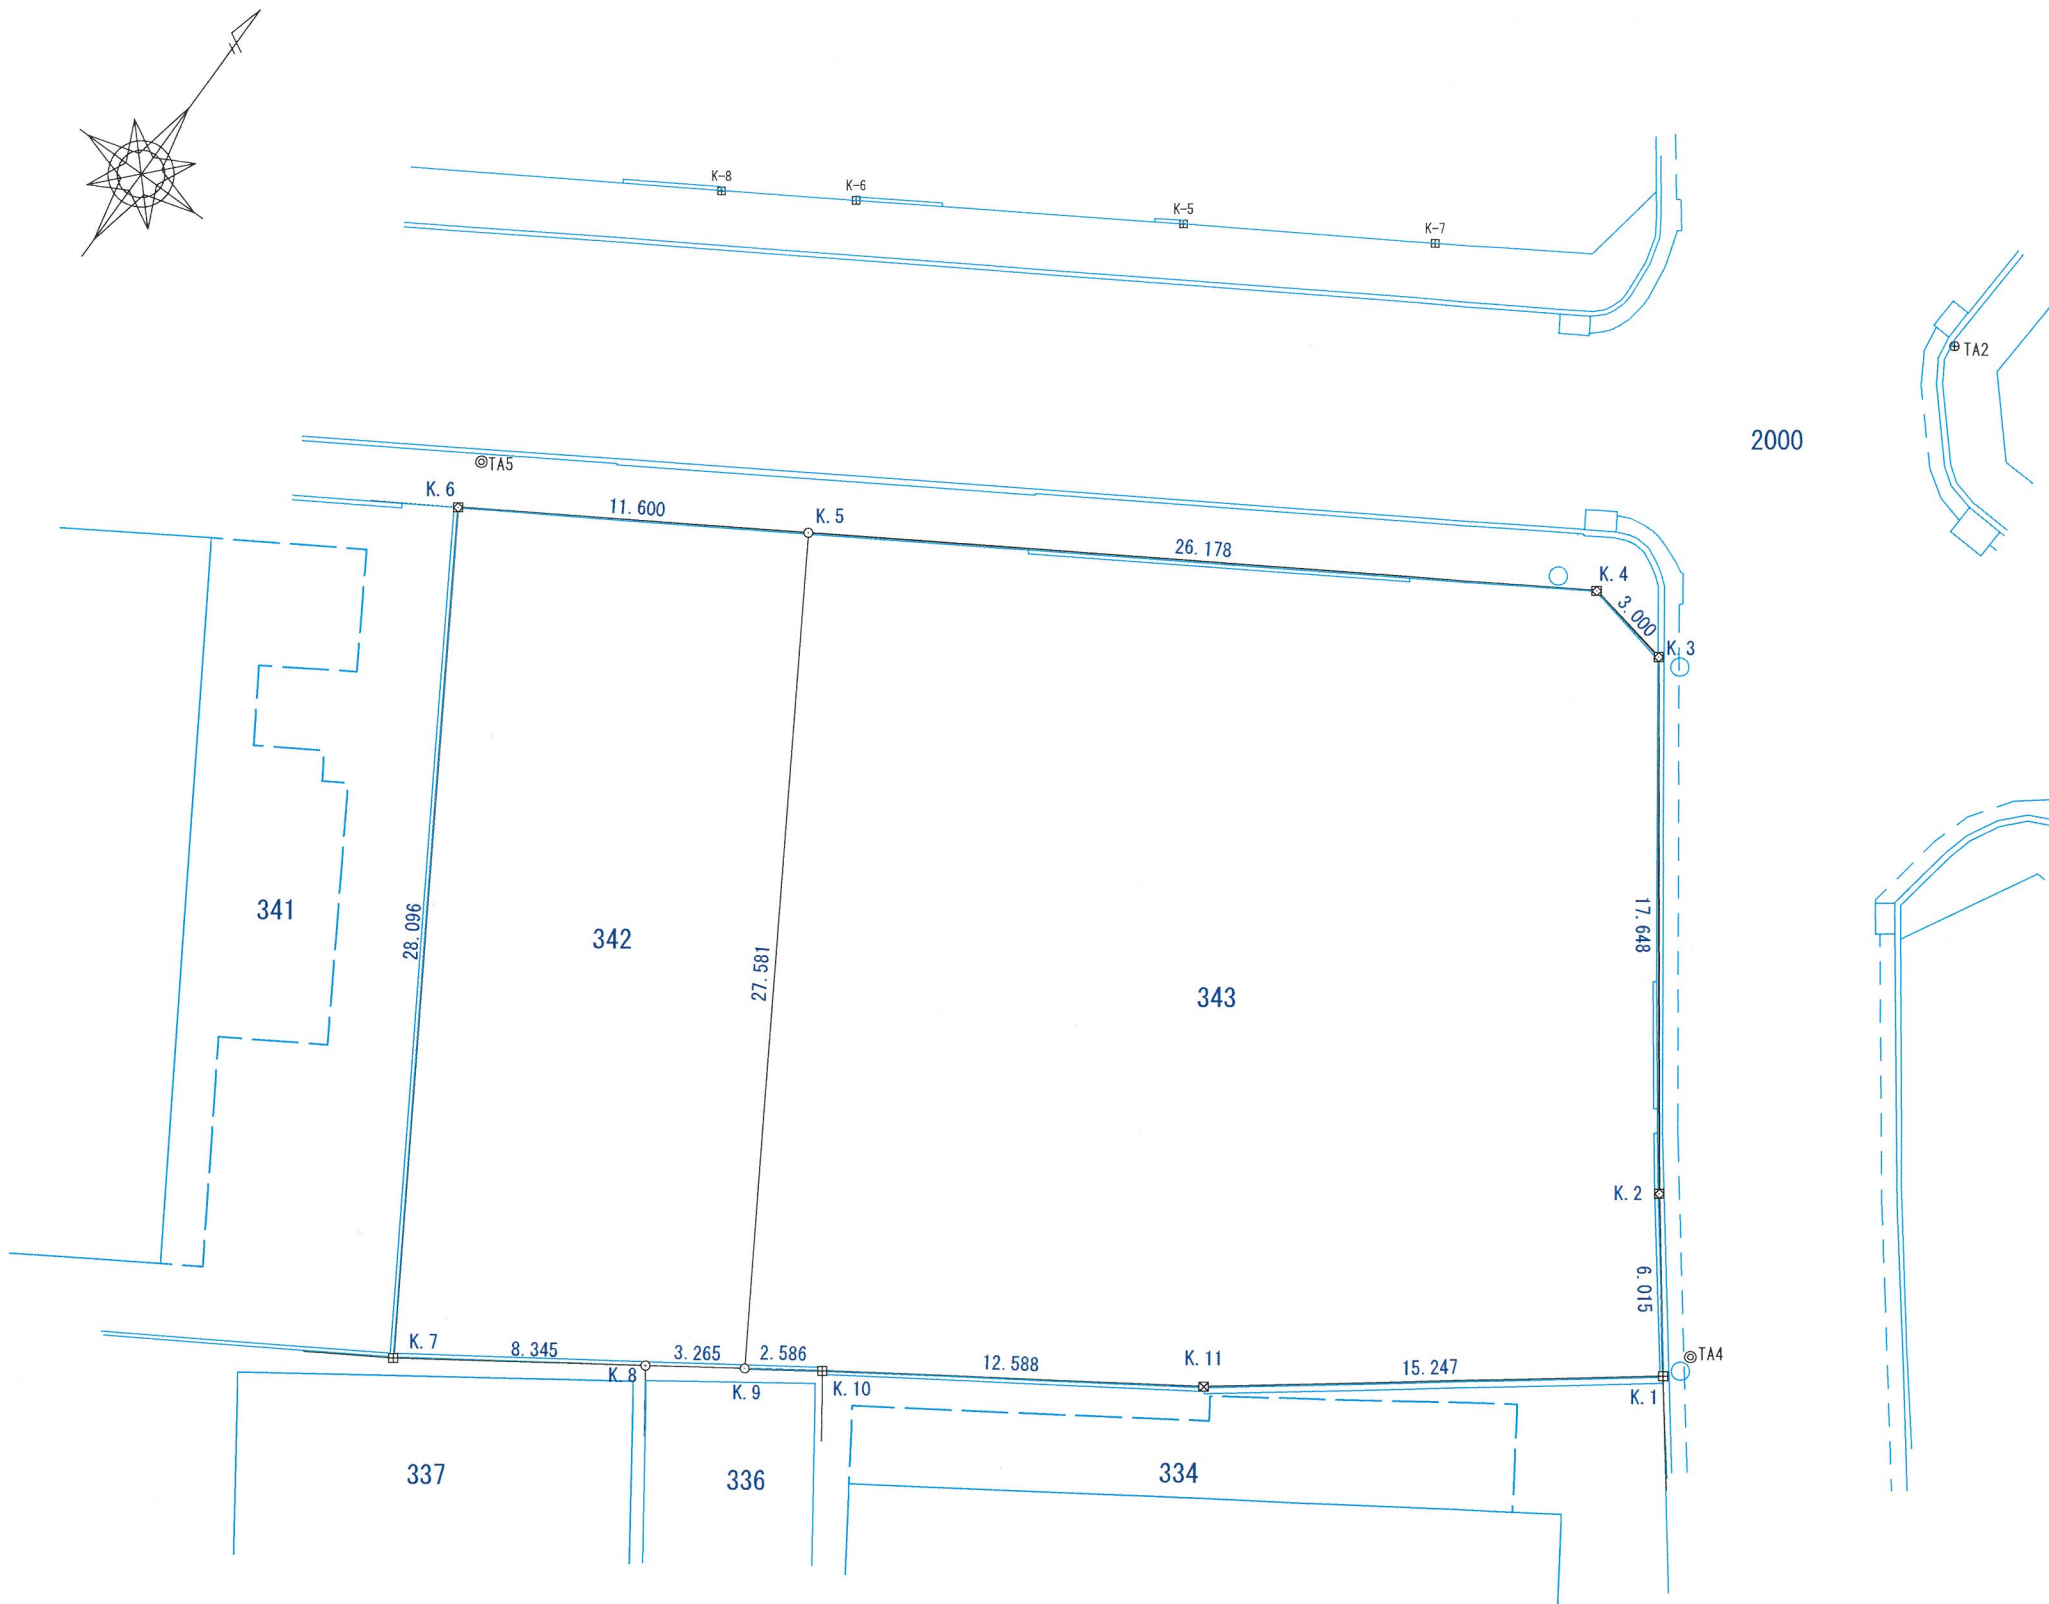 K-8
K-6
K-5
K-7
TA2
2000
TA5
K. 6
11. 600
K. 5
26. 178
K. 4
3. 000
K. 3
341
28. 096
342
27. 581
343
17. 648
K. 2
6. 015
K. 7
8. 345
3. 265
2. 586
K. 8
K. 9
K. 10
12. 588
K. 11
15. 247
K. 1
TA4
337
336
334